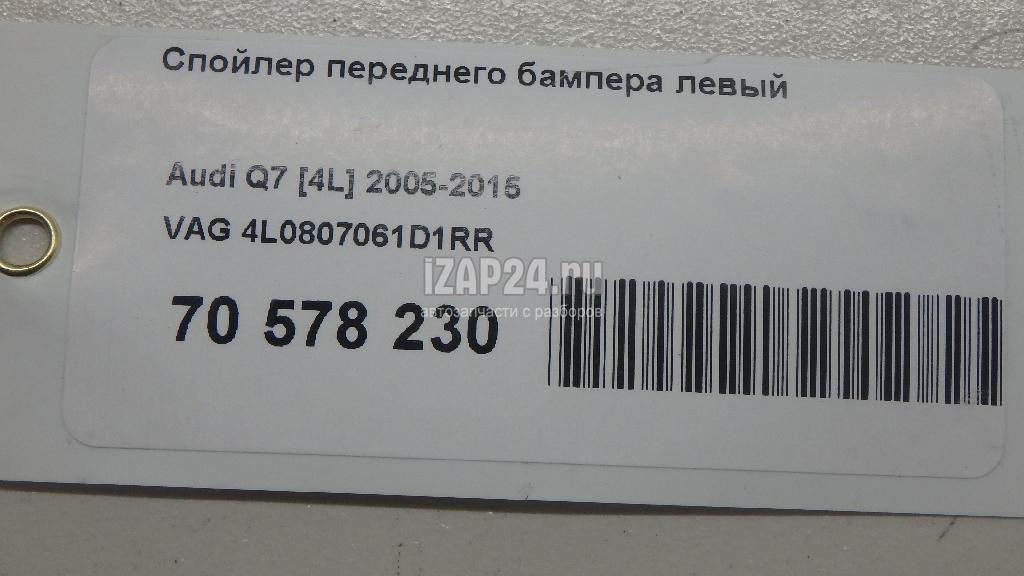 Спойлер переднего бампера левый
Audi Q7 [4L] 2005-2015
VAG 4L0807061D1RR
iZAP24.ru
автозапчасти с разборов
70 578 230